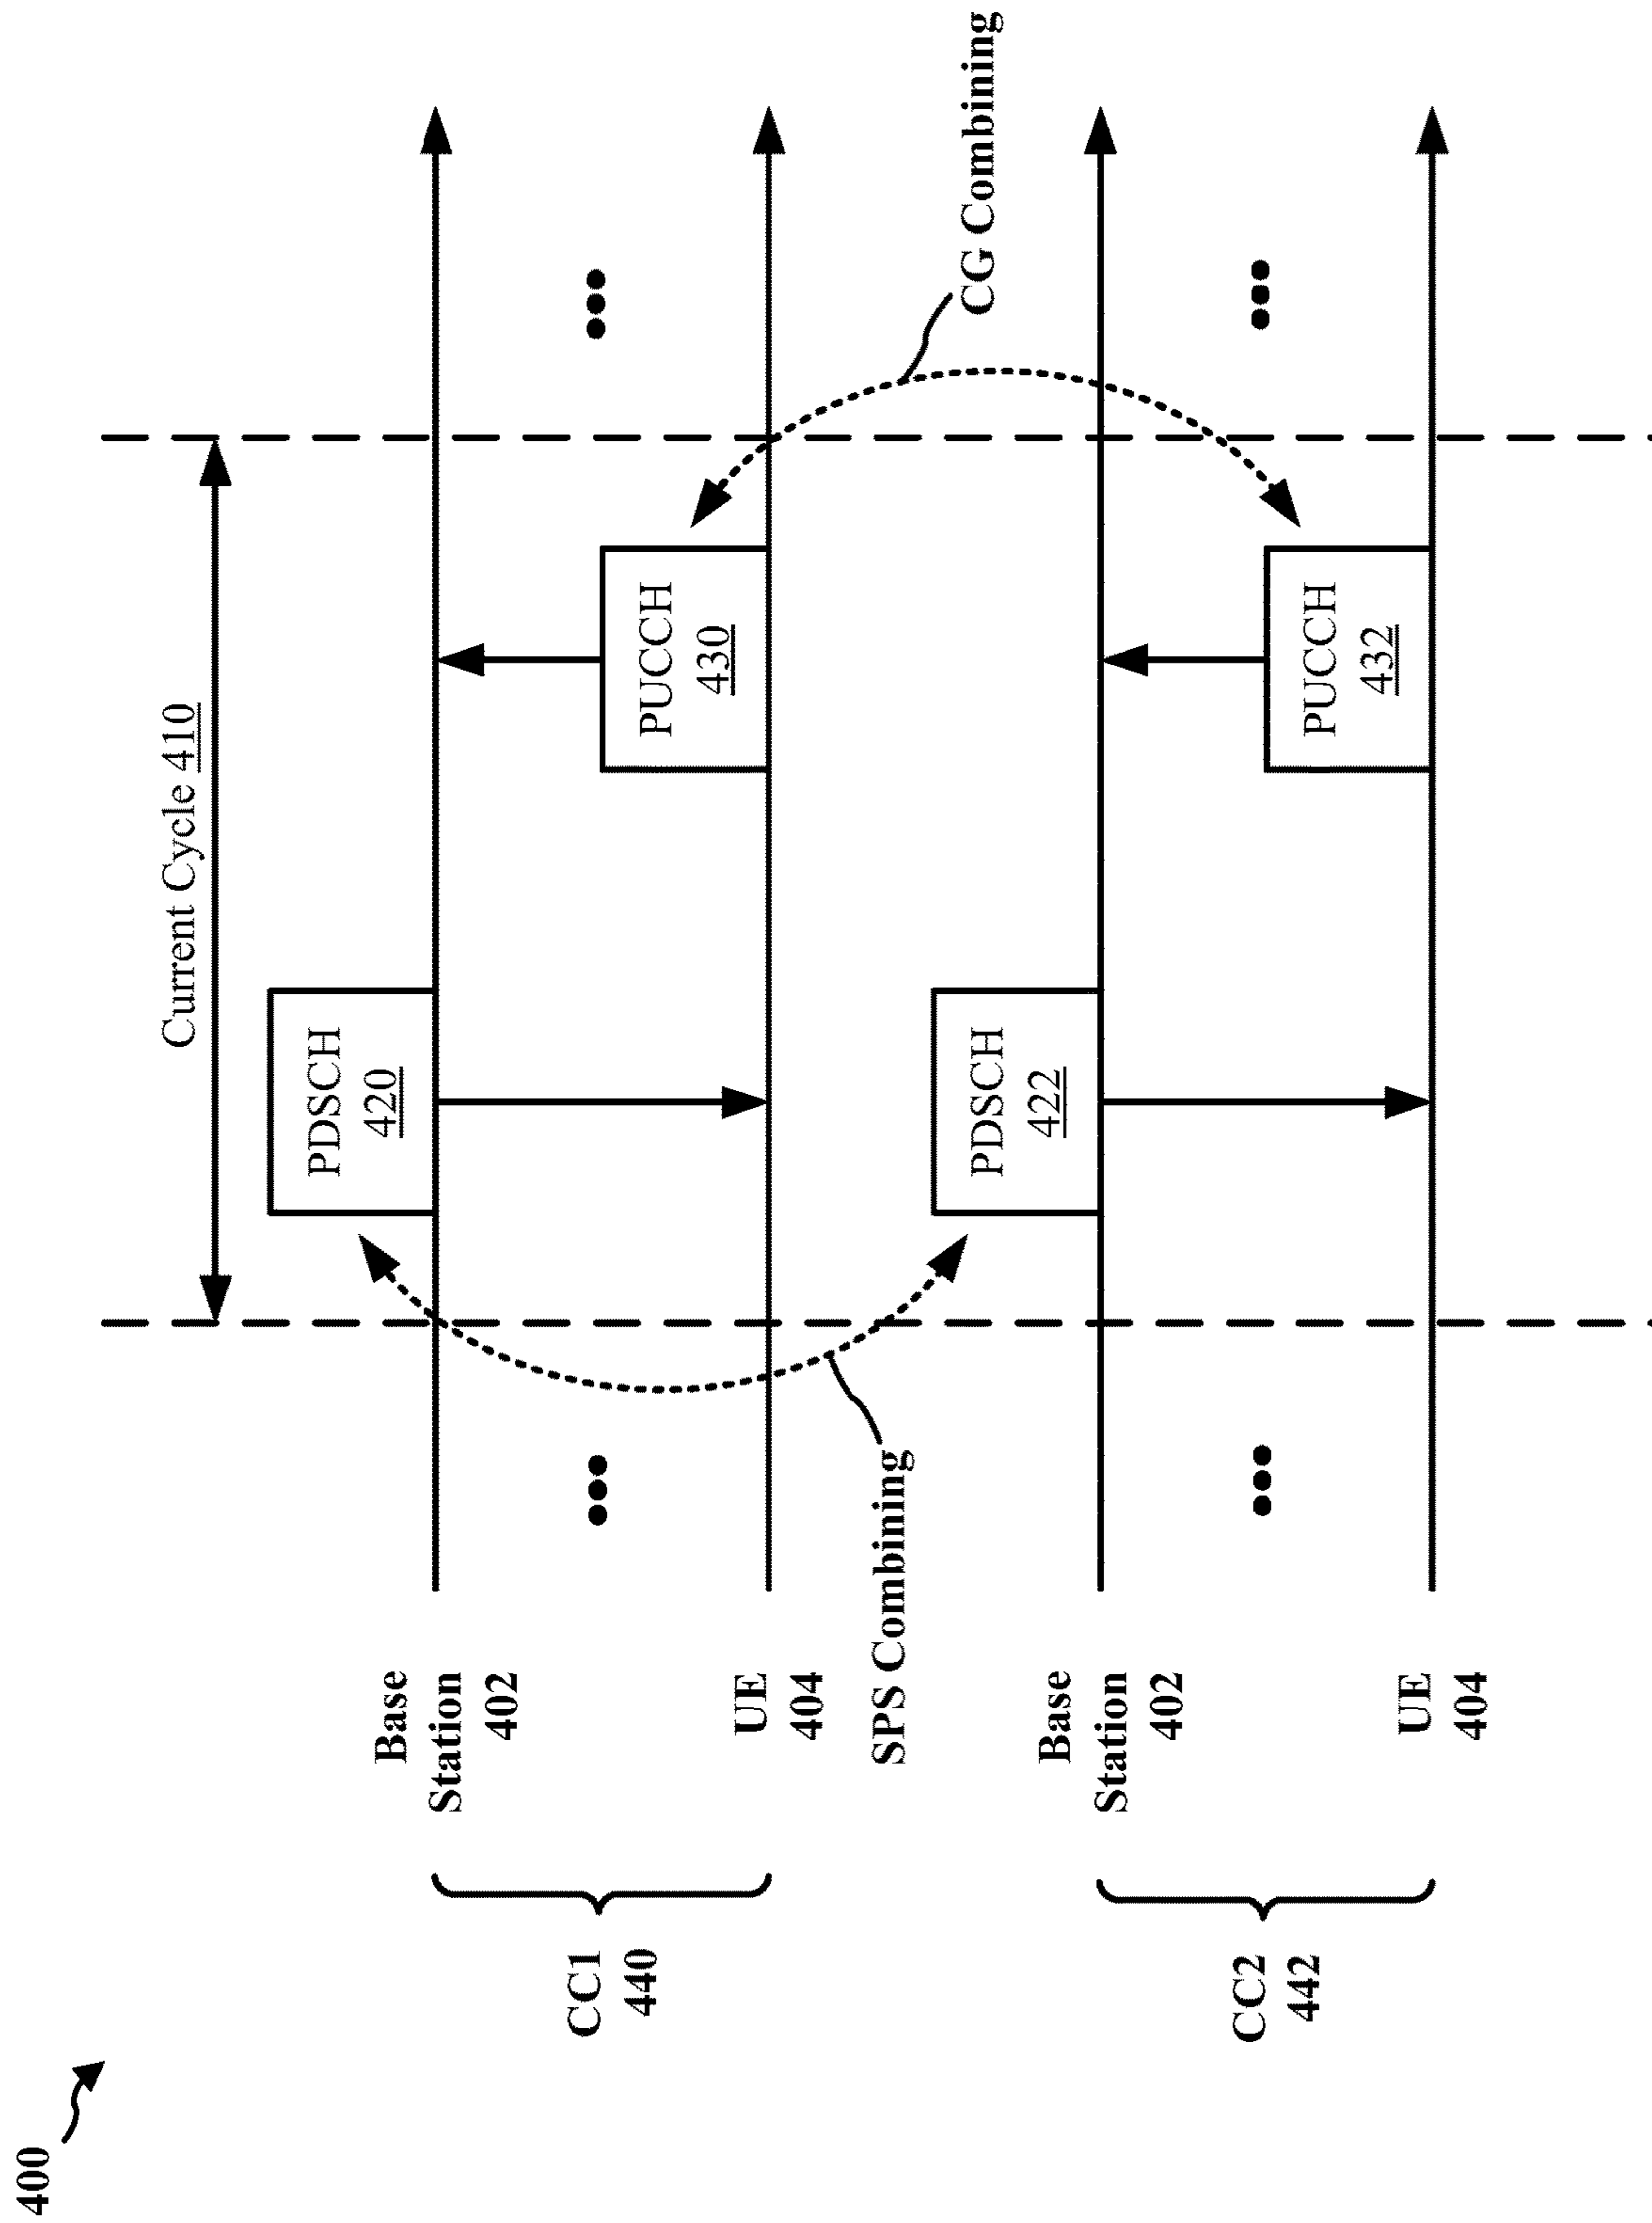 400
Current Cycle 410
CC1
440
Base
Station
402
PDSCH
420
PUCCH
430
UE
404
SPS Combining
CG Combining
CC2
442
Base
Station
402
PDSCH
422
PUCCH
432
UE
404